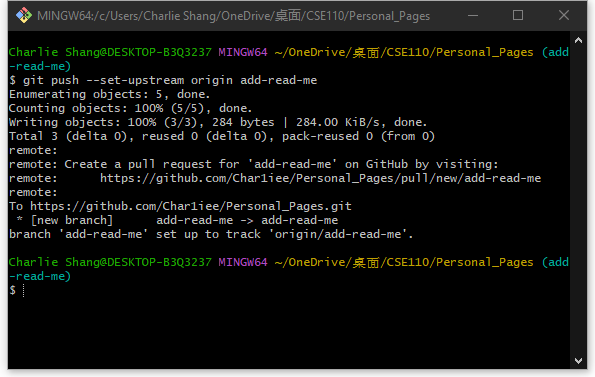 MINGW64:/c/Users/Charlie Shang/OneDrive/桌面/CSE110/Personal_Pages
Charlie Shang@DESKTOP-B3Q3237 MINGW64 ~/OneDrive/桌面/CSE110/Personal_Pages (add
-read-me)
$ git push --set-upstream origin add-read-me
Enumerating objects: 5, done.
Counting objects: 100% (5/5), done.
Writing objects: 100% (3/3), 284 bytes | 284.00 KiB/s, done.
Total 3 (delta 0), reused 0 (delta 0), pack-reused 0 (from 0)
remote:
remote: Create a pull request for 'add-read-me' on GitHub by visiting:
remote:      https://github.com/Char1iee/Personal_Pages/pull/new/add-read-me
remote:
To https://github.com/Char1iee/Personal_Pages.git
 * [new branch]      add-read-me -> add-read-me
branch 'add-read-me' set up to track 'origin/add-read-me'.
Charlie Shang@DESKTOP-B3Q3237 MINGW64 ~/OneDrive/桌面/CSE110/Personal_Pages (add
-read-me)
$